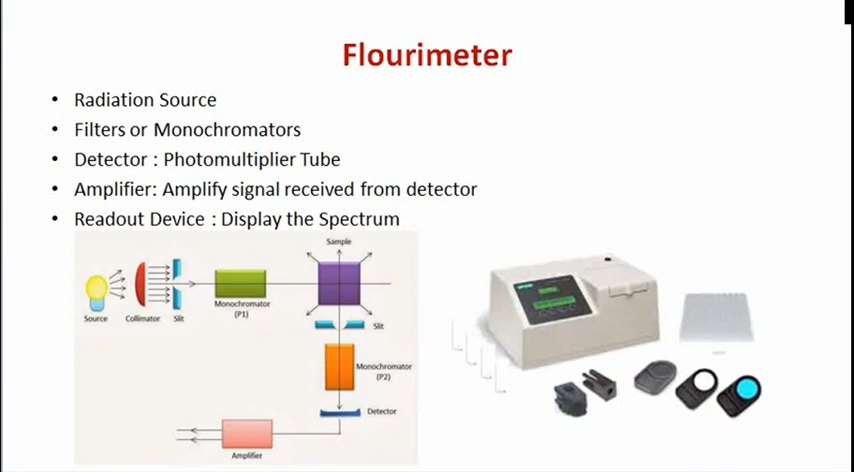 Flourimeter
• Radiation Source
• Filters or Monochromators
• Detector : Photomultiplier Tube
• Amplifier: Amplify signal received from detector
• Readout Device : Display the Spectrum
Sample
Source
Collimator
Slit
Monochromator
(P1)
Slit
Monochromator
(P2)
Detector
Amplifier